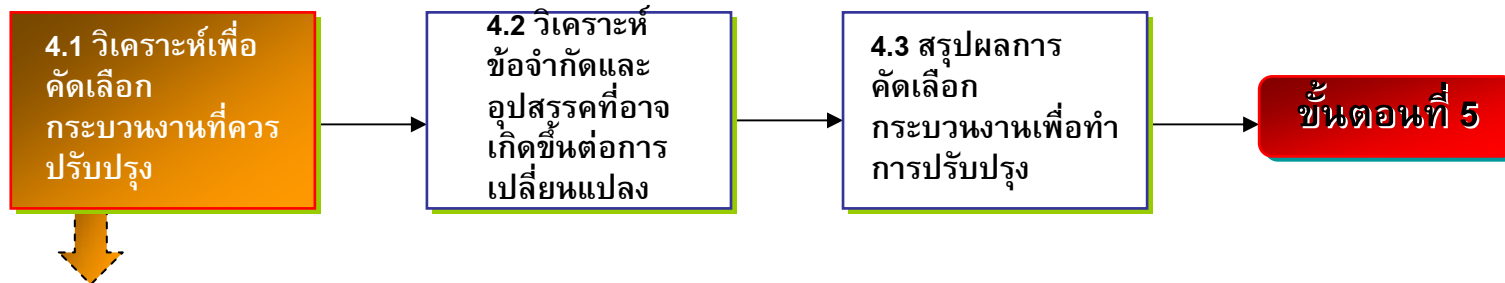 4.1 วิเคราะห์เพื่อ
คัดเลือก
กระบวนงานที่ควร
ปรับปรุง
4.2 วิเคราะห์
ข้อจำกัดและ
อุปสรรคที่อาจ
เกิดขึ้นต่อการ
เปลี่ยนแปลง
4.3 สรุปผลการ
คัดเลือก
กระบวนงานเพื่อทำ
การปรับปรุง
ขั้นตอนที่ 5